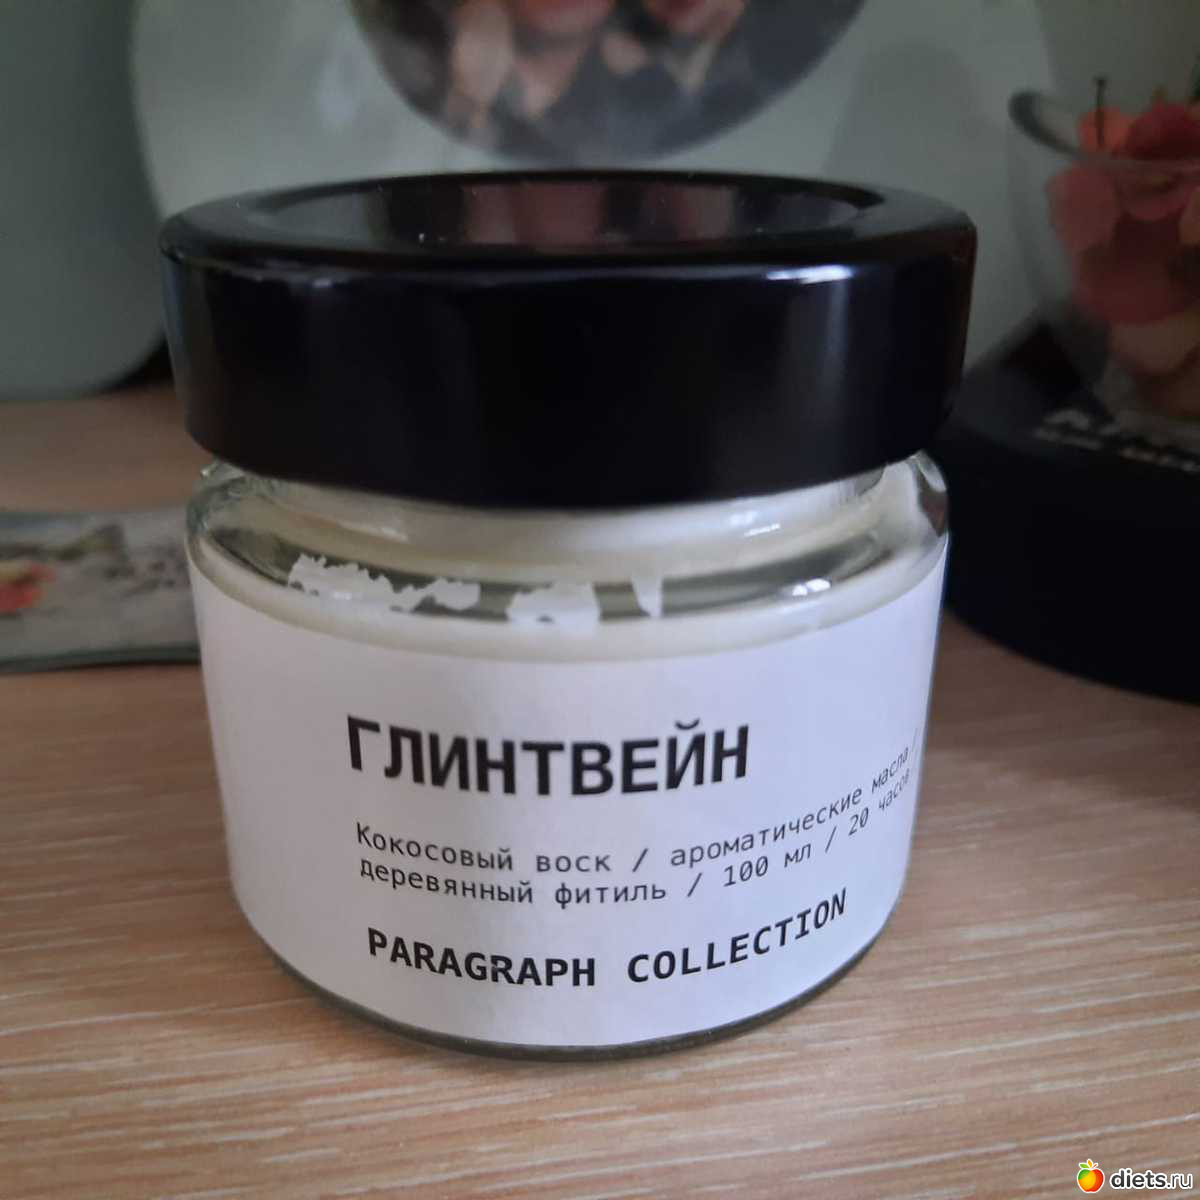 ГЛИНТВЕЙН
Кокосовый воск / ароматические масла /
деревянный фитиль / 100 мл / 20 часов
PARAGRAPH COLLECTION
diets.ru